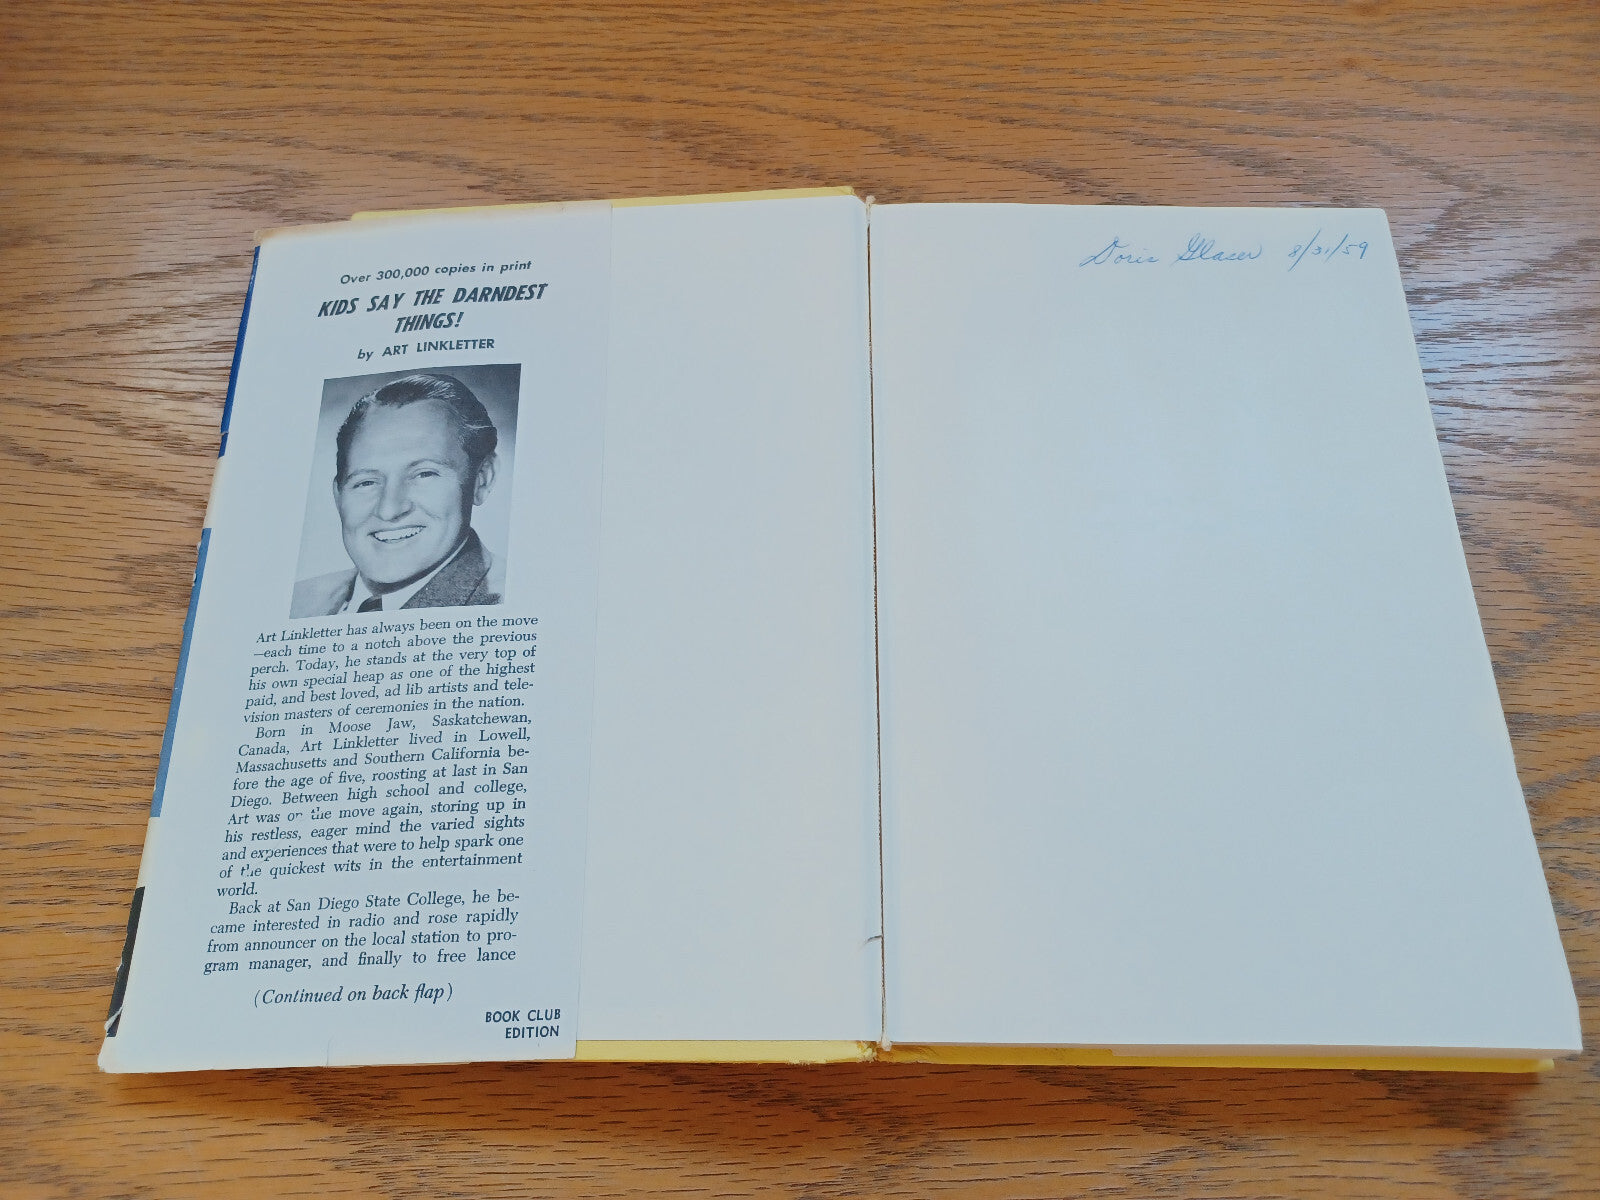 Over 300,000 copies in print
KIDS SAY THE DARNDEST
THINGS!
by ART LINKLETTER
Art Linkletter has always been on the move
—each time to a notch above the previous
perch. Today, he stands at the very top of
his own special heap as one of the highest
paid, and best loved, ad lib artists and tele-
vision masters of ceremonies in the nation.
Born in Moose Jaw, Saskatchewan,
Canada, Art Linkletter lived in Lowell,
Massachusetts and Southern California be-
fore the age of five, roosting at last in San
Diego. Between high school and college,
Art was on the move again, storing up in
his restless, eager mind the varied sights
and experiences that were to help spark one
of the quickest wits in the entertainment
world.
Back at San Diego State College, he be-
came interested in radio and rose rapidly
from announcer on the local station to pro-
gram manager, and finally to free lance
(Continued on back flap)
BOOK CLUB
EDITION
Doris Glaser 8/31/59